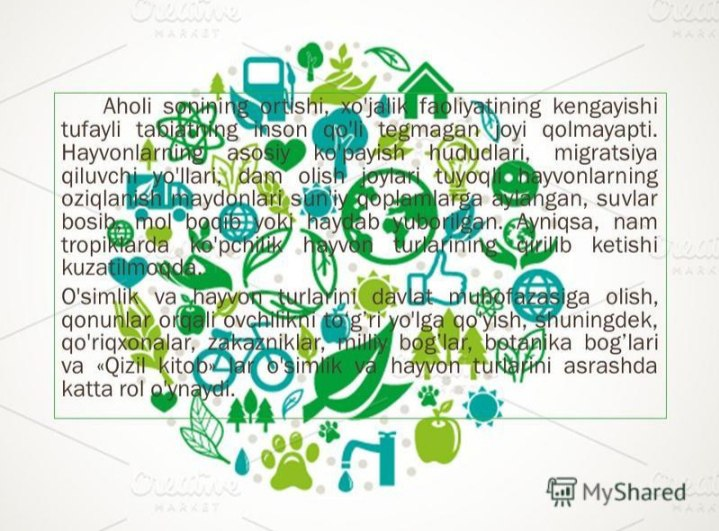 Aholi sonining ortishi, xo'jalik faoliyatining kengayishi
tufayli tabiatning inson qo'li tegmagan joyi qolmayapti.
Hayvonlarning asosiy ko'payish hududlari, migratsiya
qiluvchi yo'llari, dam olish joylari tuyoqli hayvonlarning
oziqlanish maydonlari sun'iy qoplamlarga aylangan, suvlar
bosib, mol boqib yoki haydab yuborilgan. Ayniqsa, nam
tropiklarda ko'pchilik hayvon turlarining qirilib ketishi
kuzatilmoqda.
O'simlik va hayvon turlarini davlat muhofazasiga olish,
qonunlar orqali ovchilikni to'g'ri yo'lga qo'yish, shuningdek,
qo'riqxonalar, zakazniklar, milliy bog'lar, botanika bog'lari
va «Qizil kitob» lar o'simlik va hayvon turlarini asrashda
katta rol o'ynaydi.
Creative
MARKET
MyShared